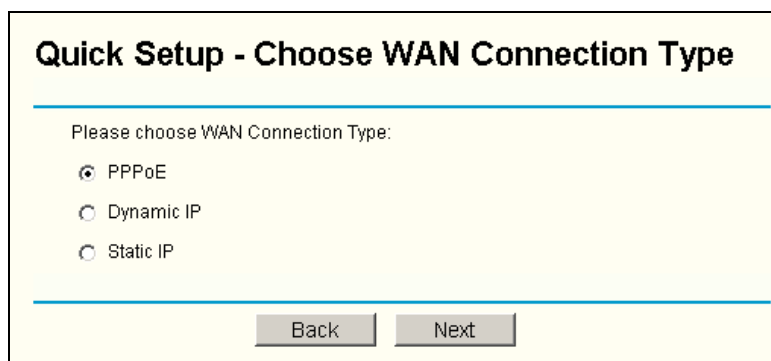 Quick Setup - Choose WAN Connection Type
Please choose WAN Connection Type:
PPPoE
Dynamic IP
Static IP
Back Next